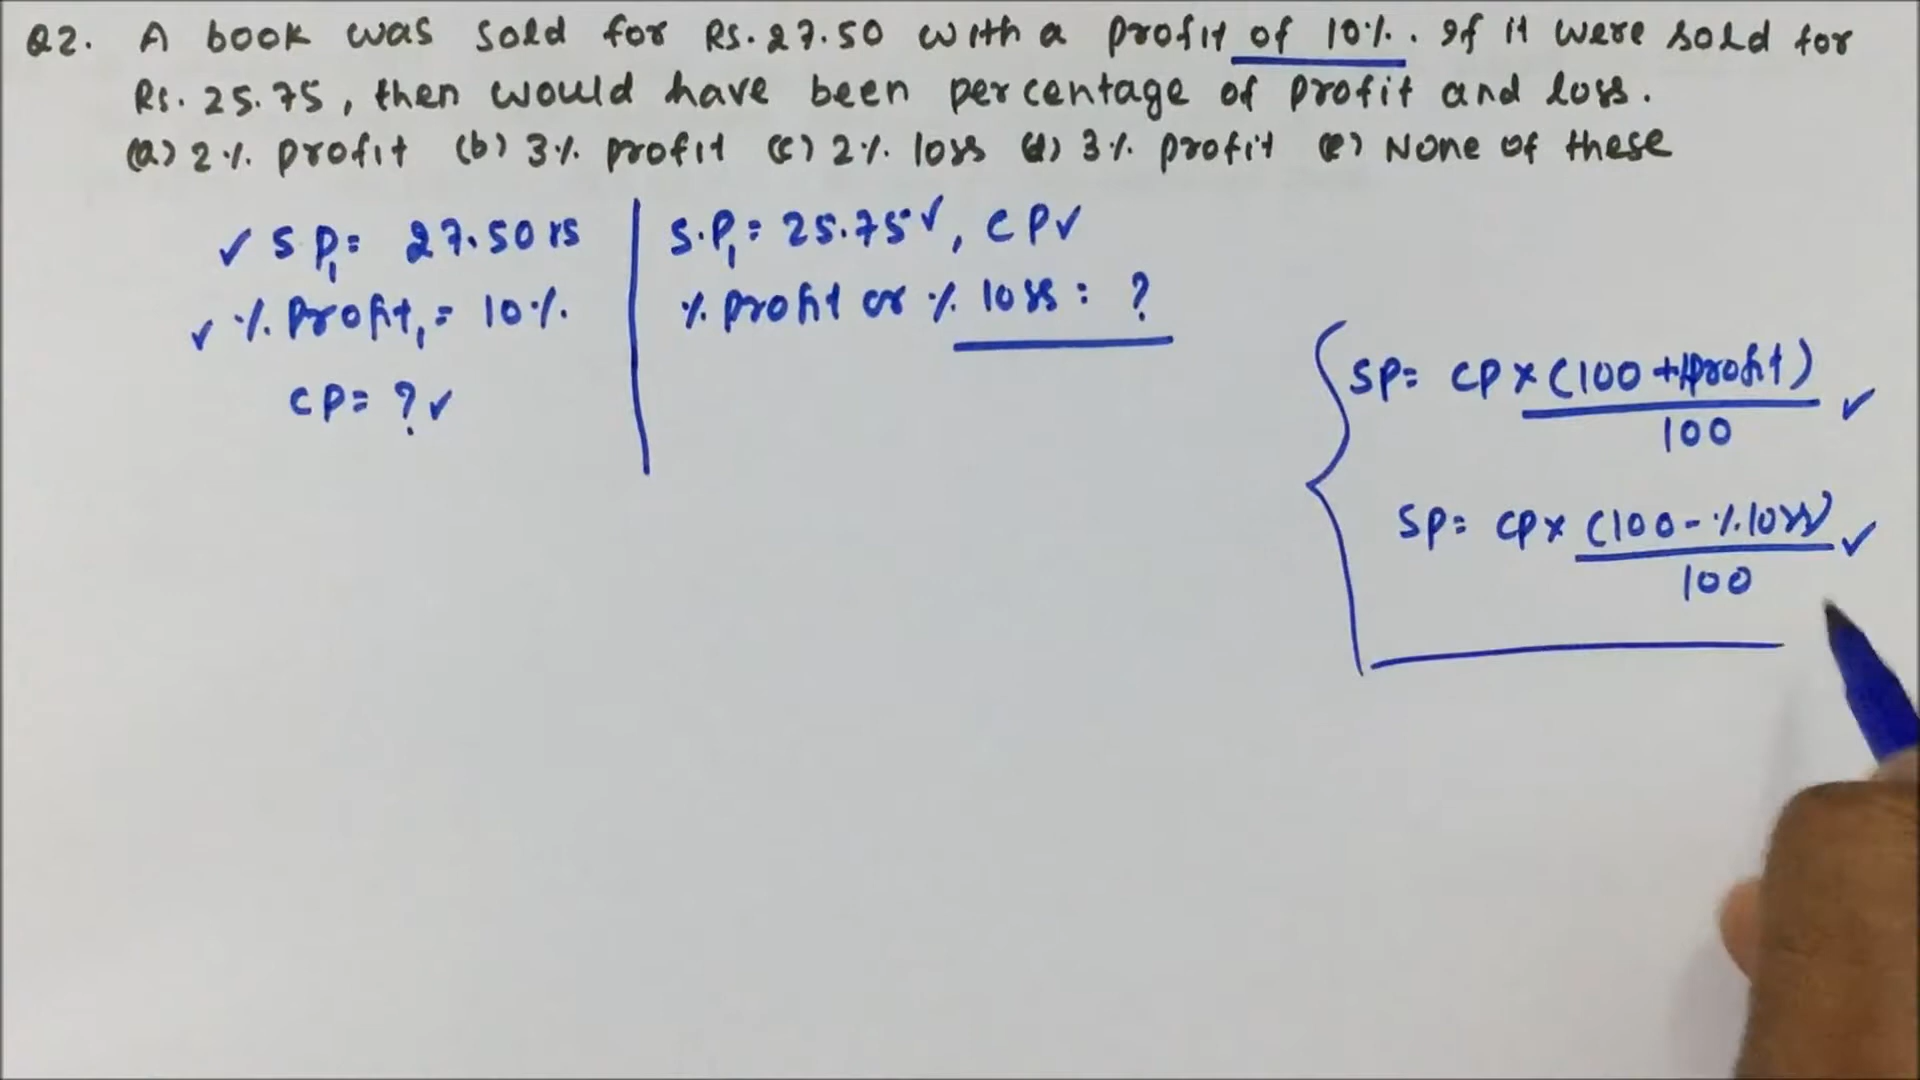 Q2. A book was sold for Rs. 27.50 with a profit of 10%. If it were sold for
Rs. 25.75, then would have been percentage of profit and loss.
(a) 2% profit (b) 3% profit (c) 2% loss (d) 3% profit (e) None of these
✓ S.P₁= 27.50 rs
✓ % Profit₁ = 10%.
CP= ? ✓
S.P₁= 25.75 ✓, CP ✓
% profit or % loss = ?
SP= CP × (100 + % profit) ✓
100
SP= CP × (100 - % loss) ✓
100